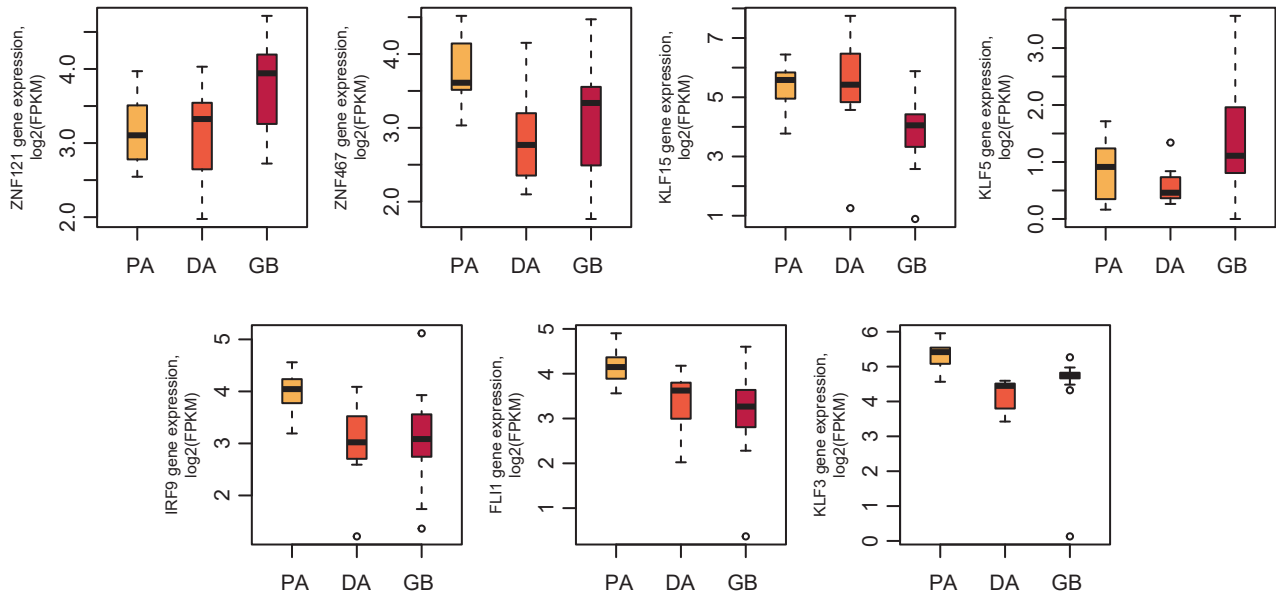 ZNF121 gene expression,
log2(FPKM)
4.0
3.0
2.0
PA DA GB
ZNF467 gene expression,
log2(FPKM)
4.0
3.0
2.0
PA DA GB
KLF15 gene expression,
log2(FPKM)
7
5
3
1
PA DA GB
KLF5 gene expression,
log2(FPKM)
3.0
2.0
1.0
0.0
PA DA GB
IRF9 gene expression,
log2(FPKM)
5
4
3
2
PA DA GB
FLI1 gene expression,
log2(FPKM)
5
4
3
2
1
PA DA GB
KLF3 gene expression,
log2(FPKM)
6
5
4
3
2
1
0
PA DA GB